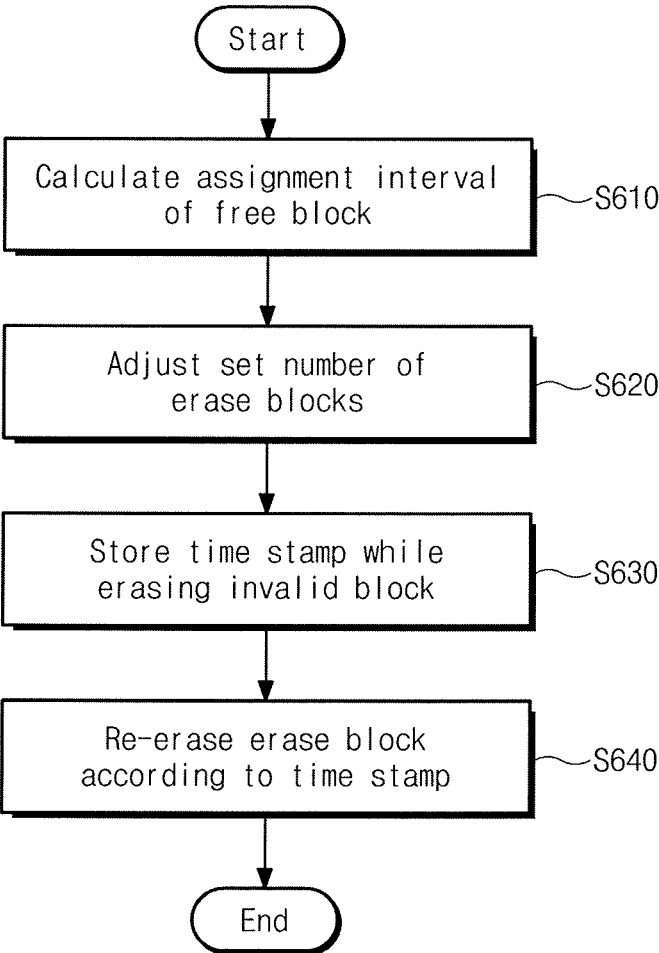 Start
Calculate assignment interval
of free block
S610
Adjust set number of
erase blocks
S620
Store time stamp while
erasing invalid block
S630
Re-erase erase block
according to time stamp
S640
End